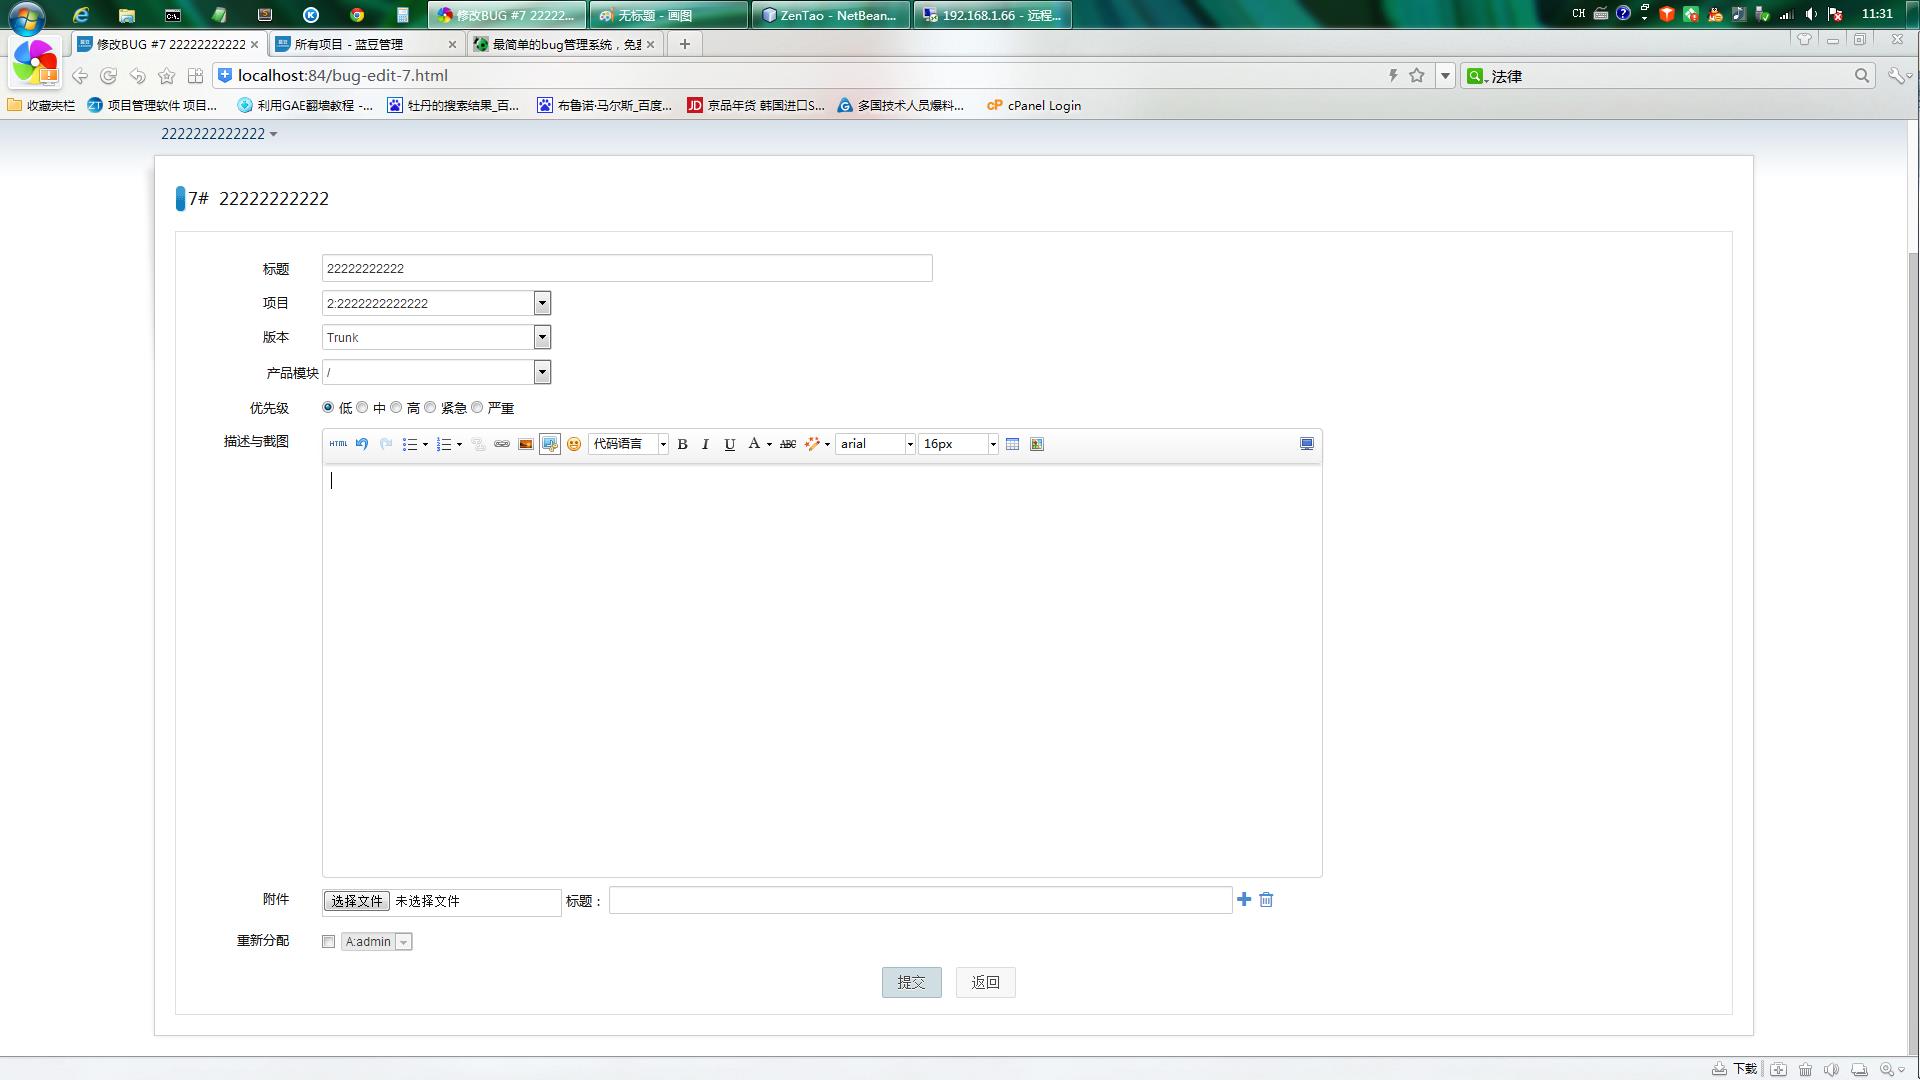 修改BUG #7 22222...
无标题 - 画图
ZenTao - NetBean...
192.168.1.66 - 远程...
CH
11:31
修改BUG #7 22222222222
所有项目 - 蓝豆管理
最简单的bug管理系统，免
localhost:84/bug-edit-7.html
法律
收藏夹栏
项目管理软件 项目...
利用GAE翻墙教程 -...
牡丹的搜索结果_百...
布鲁诺·马尔斯_百度...
JD 京品年货 韩国进口S...
多国技术人员爆料...
cP cPanel Login
2222222222222
7# 22222222222
标题 22222222222
项目 2:2222222222222
版本 Trunk
产品模块 /
优先级 低 中 高 紧急 严重
描述与截图
HTML 代码语言 B I U A ABC arial 16px
附件 选择文件 未选择文件 标题：
重新分配 A:admin
提交 返回
下载